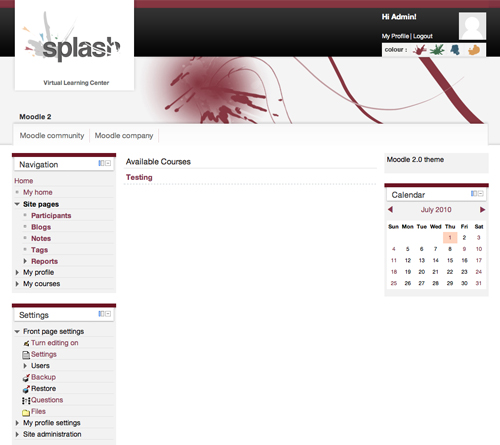 Hi Admin!
splash
My Profile | Logout
colour :
Virtual Learning Center
Moodle 2
Moodle community
Moodle company
Navigation
Home
My home
Site pages
Participants
Blogs
Notes
Tags
Reports
My profile
My courses
Settings
Front page settings
Turn editing on
Settings
Users
Backup
Restore
Questions
Files
My profile settings
Site administration
Available Courses
Testing
Moodle 2.0 theme
Calendar
July 2010
Sun Mon Tue Wed Thu Fri Sat
1 2 3
4 5 6 7 8 9 10
11 12 13 14 15 16 17
18 19 20 21 22 23 24
25 26 27 28 29 30 31